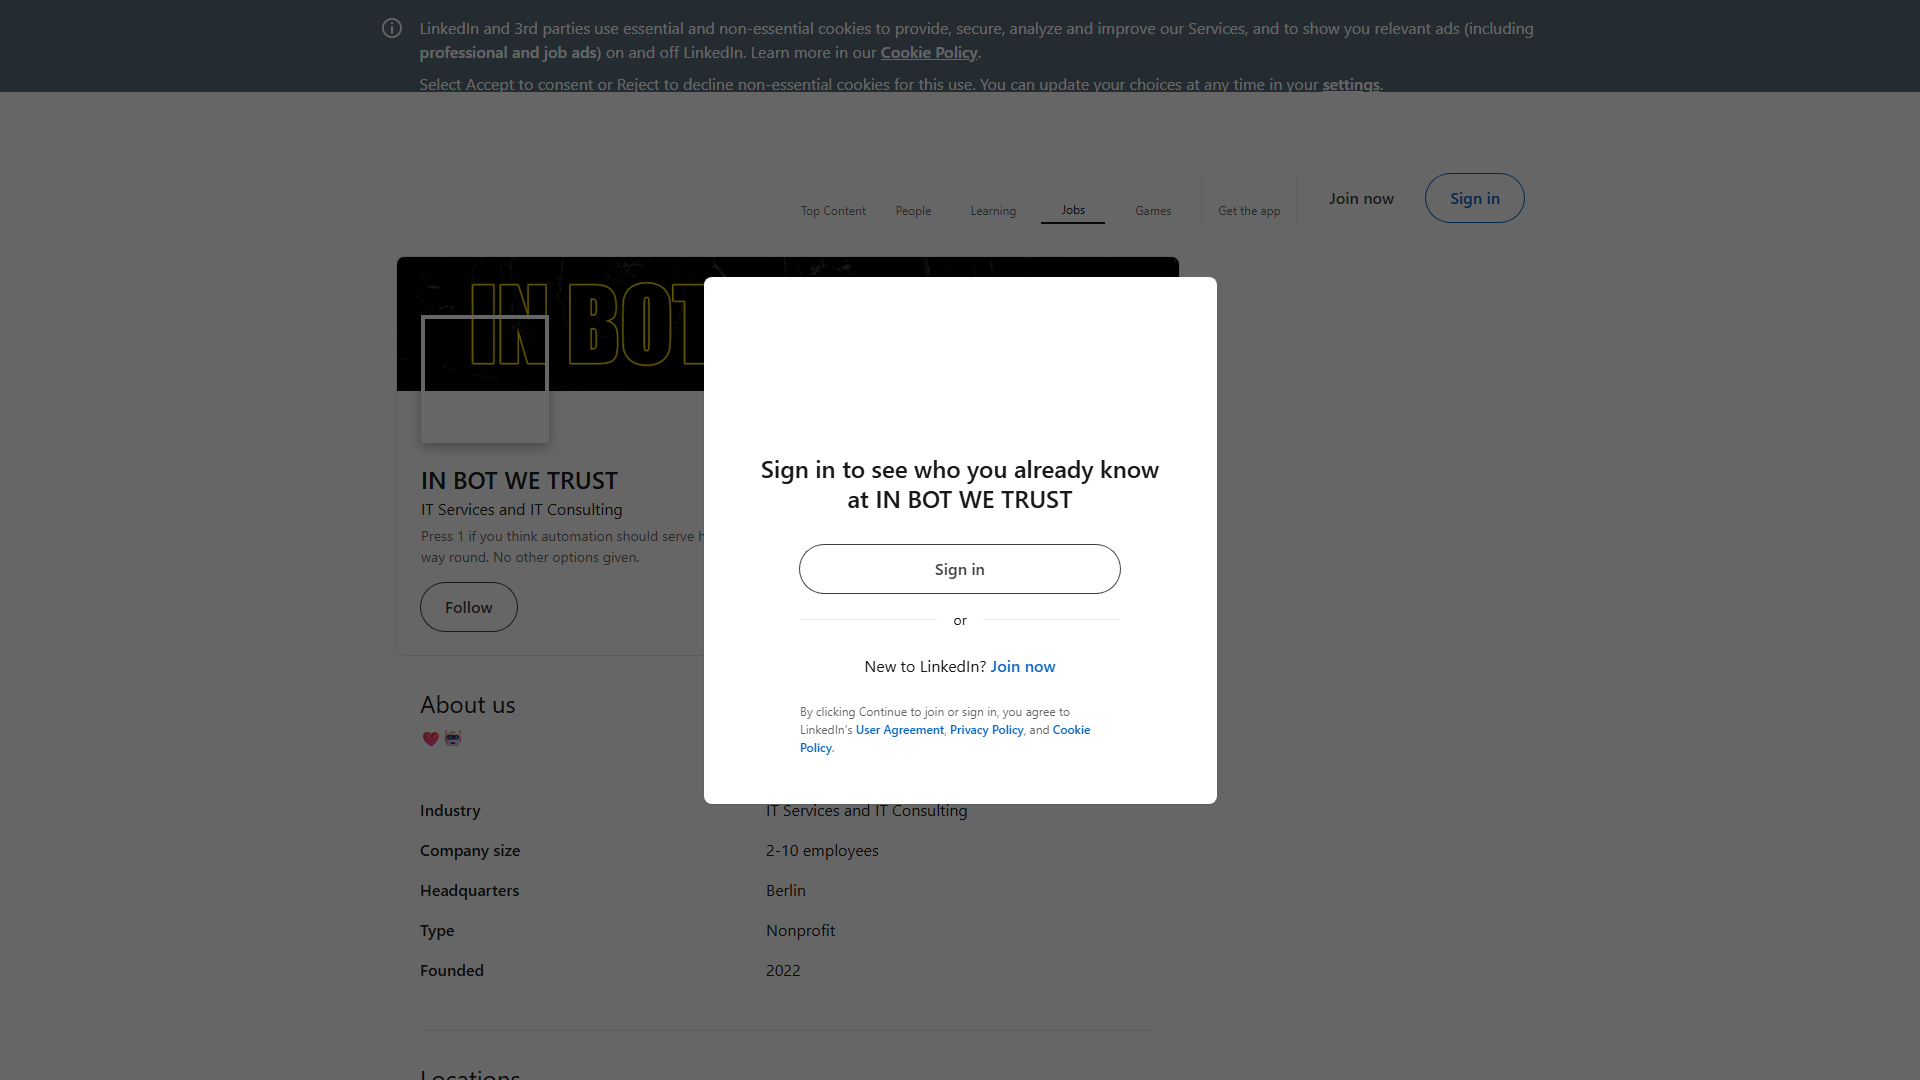 LinkedIn and 3rd parties use essential and non-essential cookies to provide, secure, analyze and improve our Services, and to show you relevant ads (including
professional and job ads) on and off LinkedIn. Learn more in our Cookie Policy.
Select Accept to consent or Reject to decline non-essential cookies for this use. You can update your choices at any time in your settings.
Top Content
People
Learning
Jobs
Games
Get the app
Join now
Sign in
IN BOT
IN BOT WE TRUST
IT Services and IT Consulting
Press 1 if you think automation should serve
way round. No other options given.
Follow
Sign in to see who you already know
at IN BOT WE TRUST
Sign in
or
New to LinkedIn? Join now
By clicking Continue to join or sign in, you agree to
LinkedIn's User Agreement, Privacy Policy, and Cookie
Policy.
About us
Industry
IT Services and IT Consulting
Company size
2-10 employees
Headquarters
Berlin
Type
Nonprofit
Founded
2022
Locations